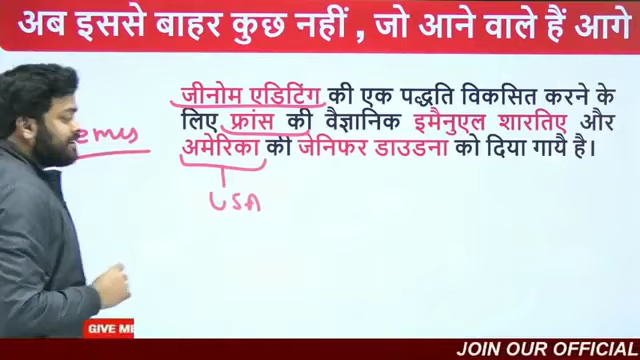 अब इससे बाहर कुछ नहीं , जो आने वाले हैं आगे
जीनोम एडिटिंग की एक पद्धति विकसित करने के
लिए फ्रांस की वैज्ञानिक इमैनुएल शारतिए और
अमेरिका की जेनिफर डाउडना को दिया गायै है।
USA
GIVE ME
JOIN OUR OFFICIAL